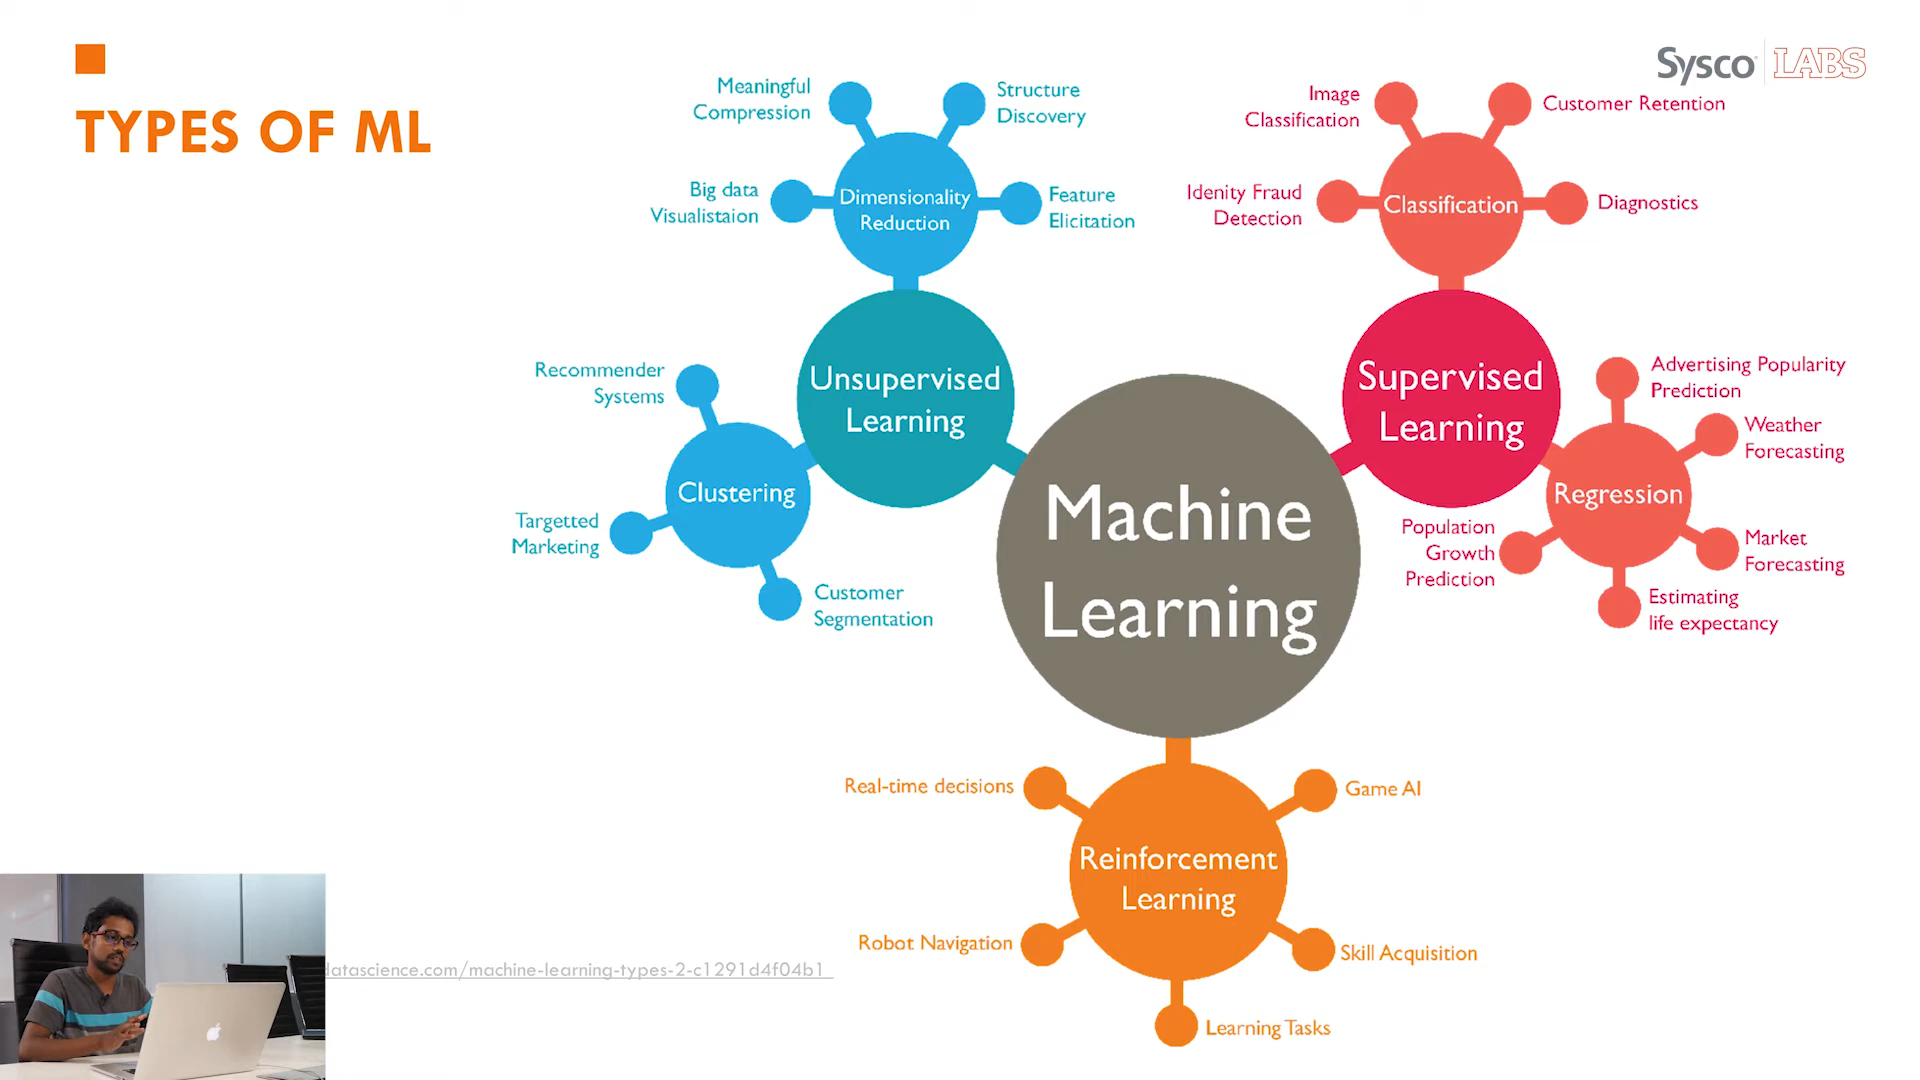 Sysco LABS
TYPES OF ML
Meaningful
Compression
Structure
Discovery
Big data
Visualistaion
Dimensionality
Reduction
Feature
Elicitation
Image
Classification
Customer Retention
Idenity Fraud
Detection
Classification
Diagnostics
Recommender
Systems
Unsupervised
Learning
Clustering
Targetted
Marketing
Customer
Segmentation
Supervised
Learning
Advertising Popularity
Prediction
Weather
Forecasting
Regression
Population
Growth
Prediction
Market
Forecasting
Estimating
life expectancy
Machine
Learning
Real-time decisions
Game AI
Reinforcement
Learning
Robot Navigation
Skill Acquisition
Learning Tasks
datascience.com/machine-learning-types-2-c1291d4f04b1